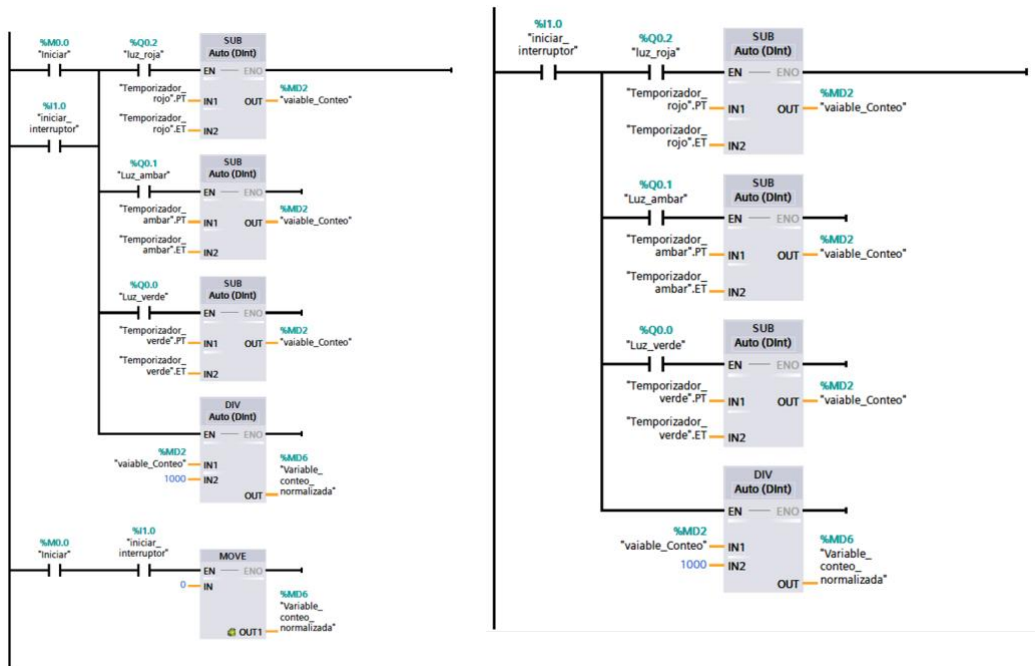 %M0.0
"Iniciar"
%Q0.2
"luz_roja"
SUB
Auto (DInt)
EN
ENO
"Temporizador_
rojo".PT
IN1
OUT
%MD2
"vaiable_Conteo"
"Temporizador_
rojo".ET
IN2
%I1.0
"iniciar_
interruptor"
%Q0.1
"Luz_ambar"
SUB
Auto (DInt)
EN
ENO
"Temporizador_
ambar".PT
IN1
OUT
%MD2
"vaiable_Conteo"
"Temporizador_
ambar".ET
IN2
%Q0.0
"Luz_verde"
SUB
Auto (DInt)
EN
ENO
"Temporizador_
verde".PT
IN1
OUT
%MD2
"vaiable_Conteo"
"Temporizador_
verde".ET
IN2
DIV
Auto (DInt)
EN
ENO
%MD2
"vaiable_Conteo"
IN1
1000
IN2
OUT
%MD6
"Variable_
conteo_
normalizada"
%M0.0
"Iniciar"
%I1.0
"iniciar_
interruptor"
MOVE
EN
ENO
0
IN
OUT1
%MD6
"Variable_
conteo_
normalizada"
%I1.0
"iniciar_
interruptor"
%Q0.2
"luz_roja"
SUB
Auto (DInt)
EN
ENO
"Temporizador_
rojo".PT
IN1
OUT
%MD2
"vaiable_Conteo"
"Temporizador_
rojo".ET
IN2
%Q0.1
"Luz_ambar"
SUB
Auto (DInt)
EN
ENO
"Temporizador_
ambar".PT
IN1
OUT
%MD2
"vaiable_Conteo"
"Temporizador_
ambar".ET
IN2
%Q0.0
"Luz_verde"
SUB
Auto (DInt)
EN
ENO
"Temporizador_
verde".PT
IN1
OUT
%MD2
"vaiable_Conteo"
"Temporizador_
verde".ET
IN2
DIV
Auto (DInt)
EN
ENO
%MD2
"vaiable_Conteo"
IN1
1000
IN2
OUT
%MD6
"Variable_
conteo_
normalizada"